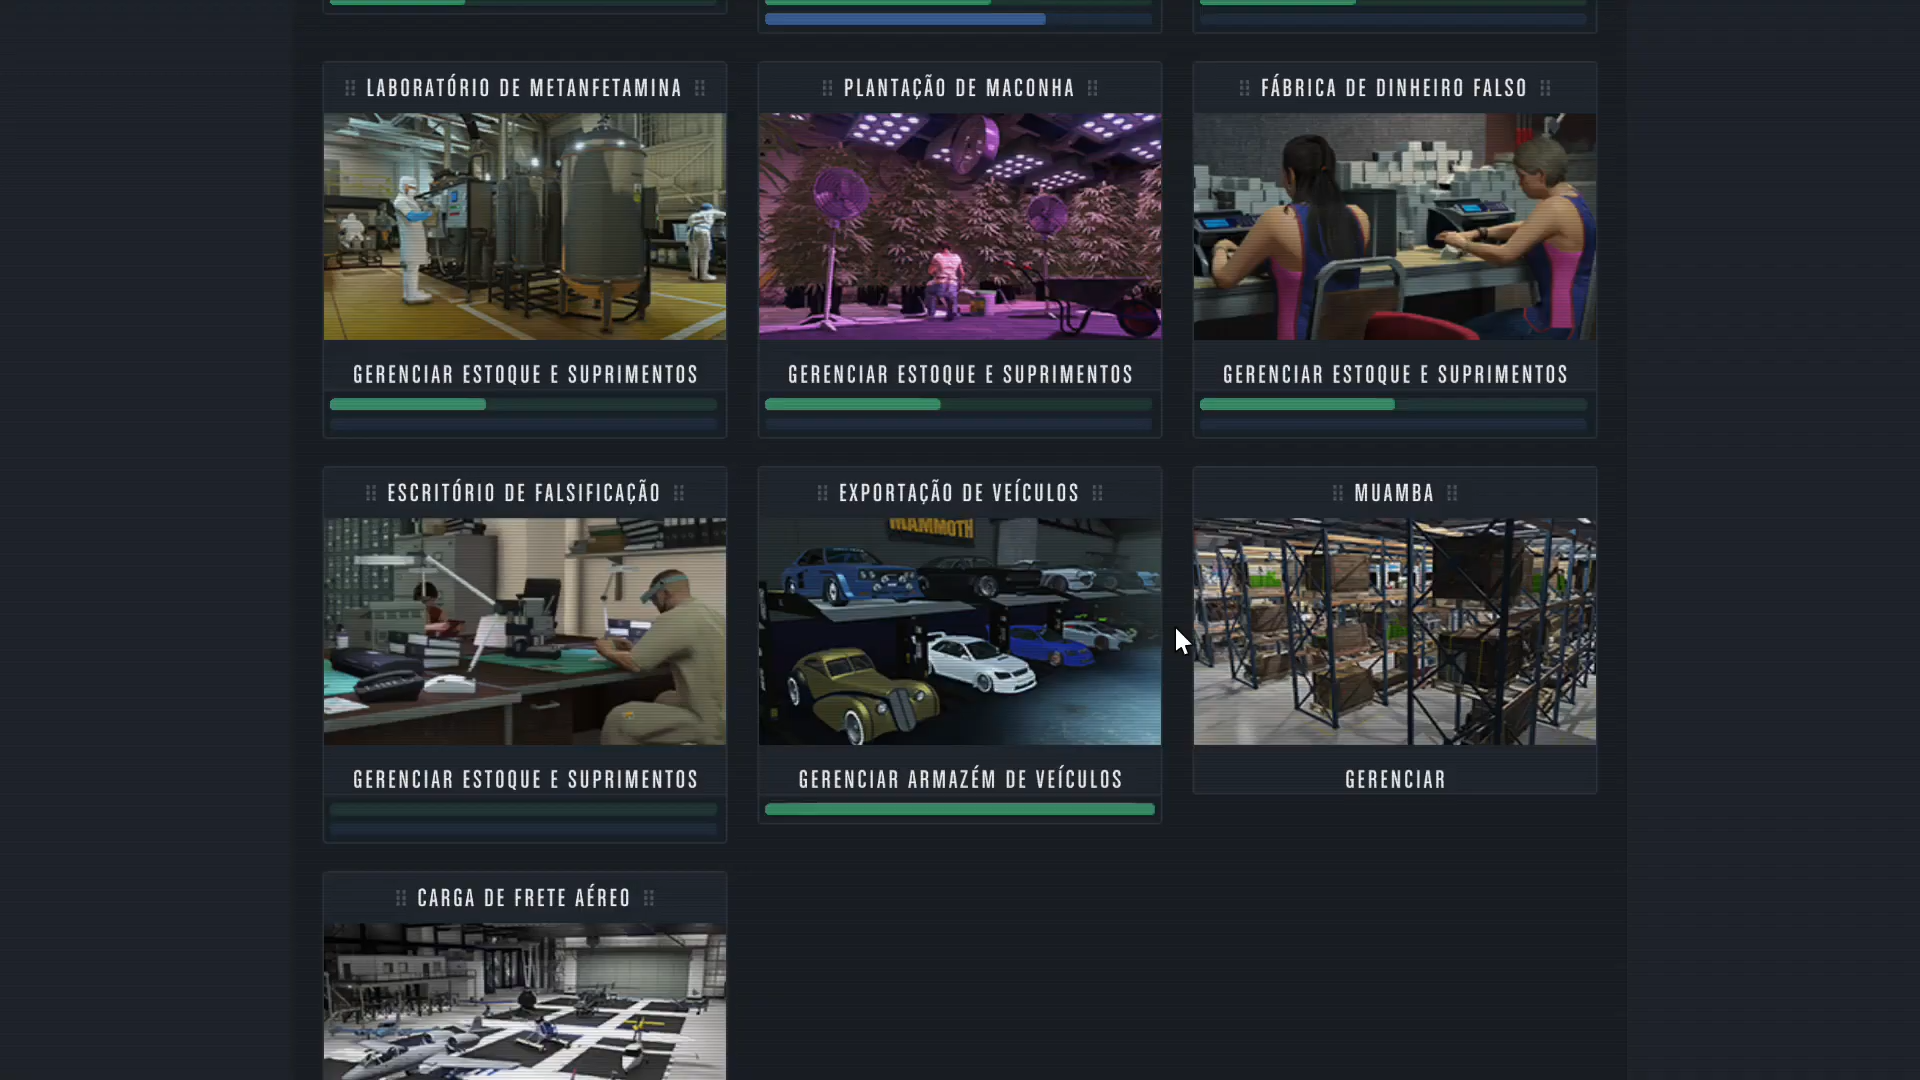 LABORATÓRIO DE METANFETAMINA
PLANTAÇÃO DE MACONHA
FÁBRICA DE DINHEIRO FALSO
GERENCIAR ESTOQUE E SUPRIMENTOS
GERENCIAR ESTOQUE E SUPRIMENTOS
GERENCIAR ESTOQUE E SUPRIMENTOS
ESCRITÓRIO DE FALSIFICAÇÃO
EXPORTAÇÃO DE VEÍCULOS
MUAMBA
MAMMOTH
GERENCIAR ESTOQUE E SUPRIMENTOS
GERENCIAR ARMAZÉM DE VEÍCULOS
GERENCIAR
CARGA DE FRETE AÉREO